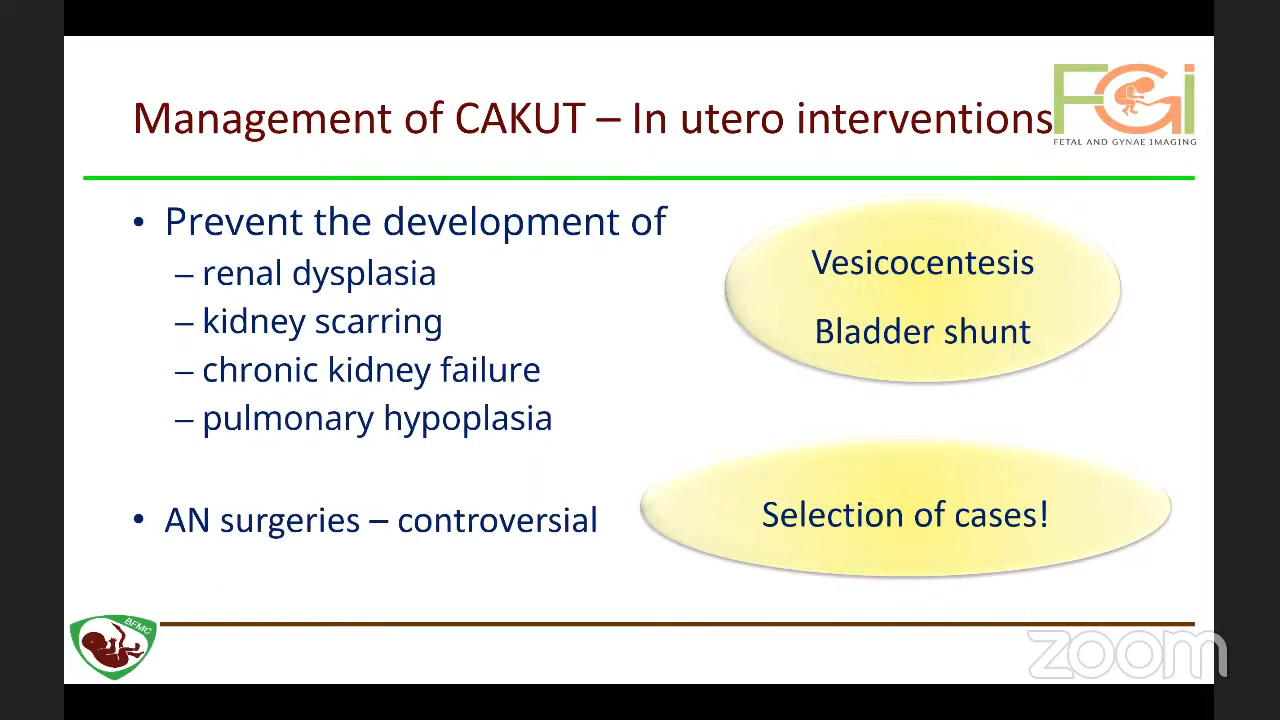 Management of CAKUT – In utero interventions
FGi
FETAL AND GYNAE IMAGING
• Prevent the development of
– renal dysplasia
– kidney scarring
– chronic kidney failure
– pulmonary hypoplasia
• AN surgeries – controversial
Vesicocentesis
Bladder shunt
Selection of cases!
BFMC
zoom